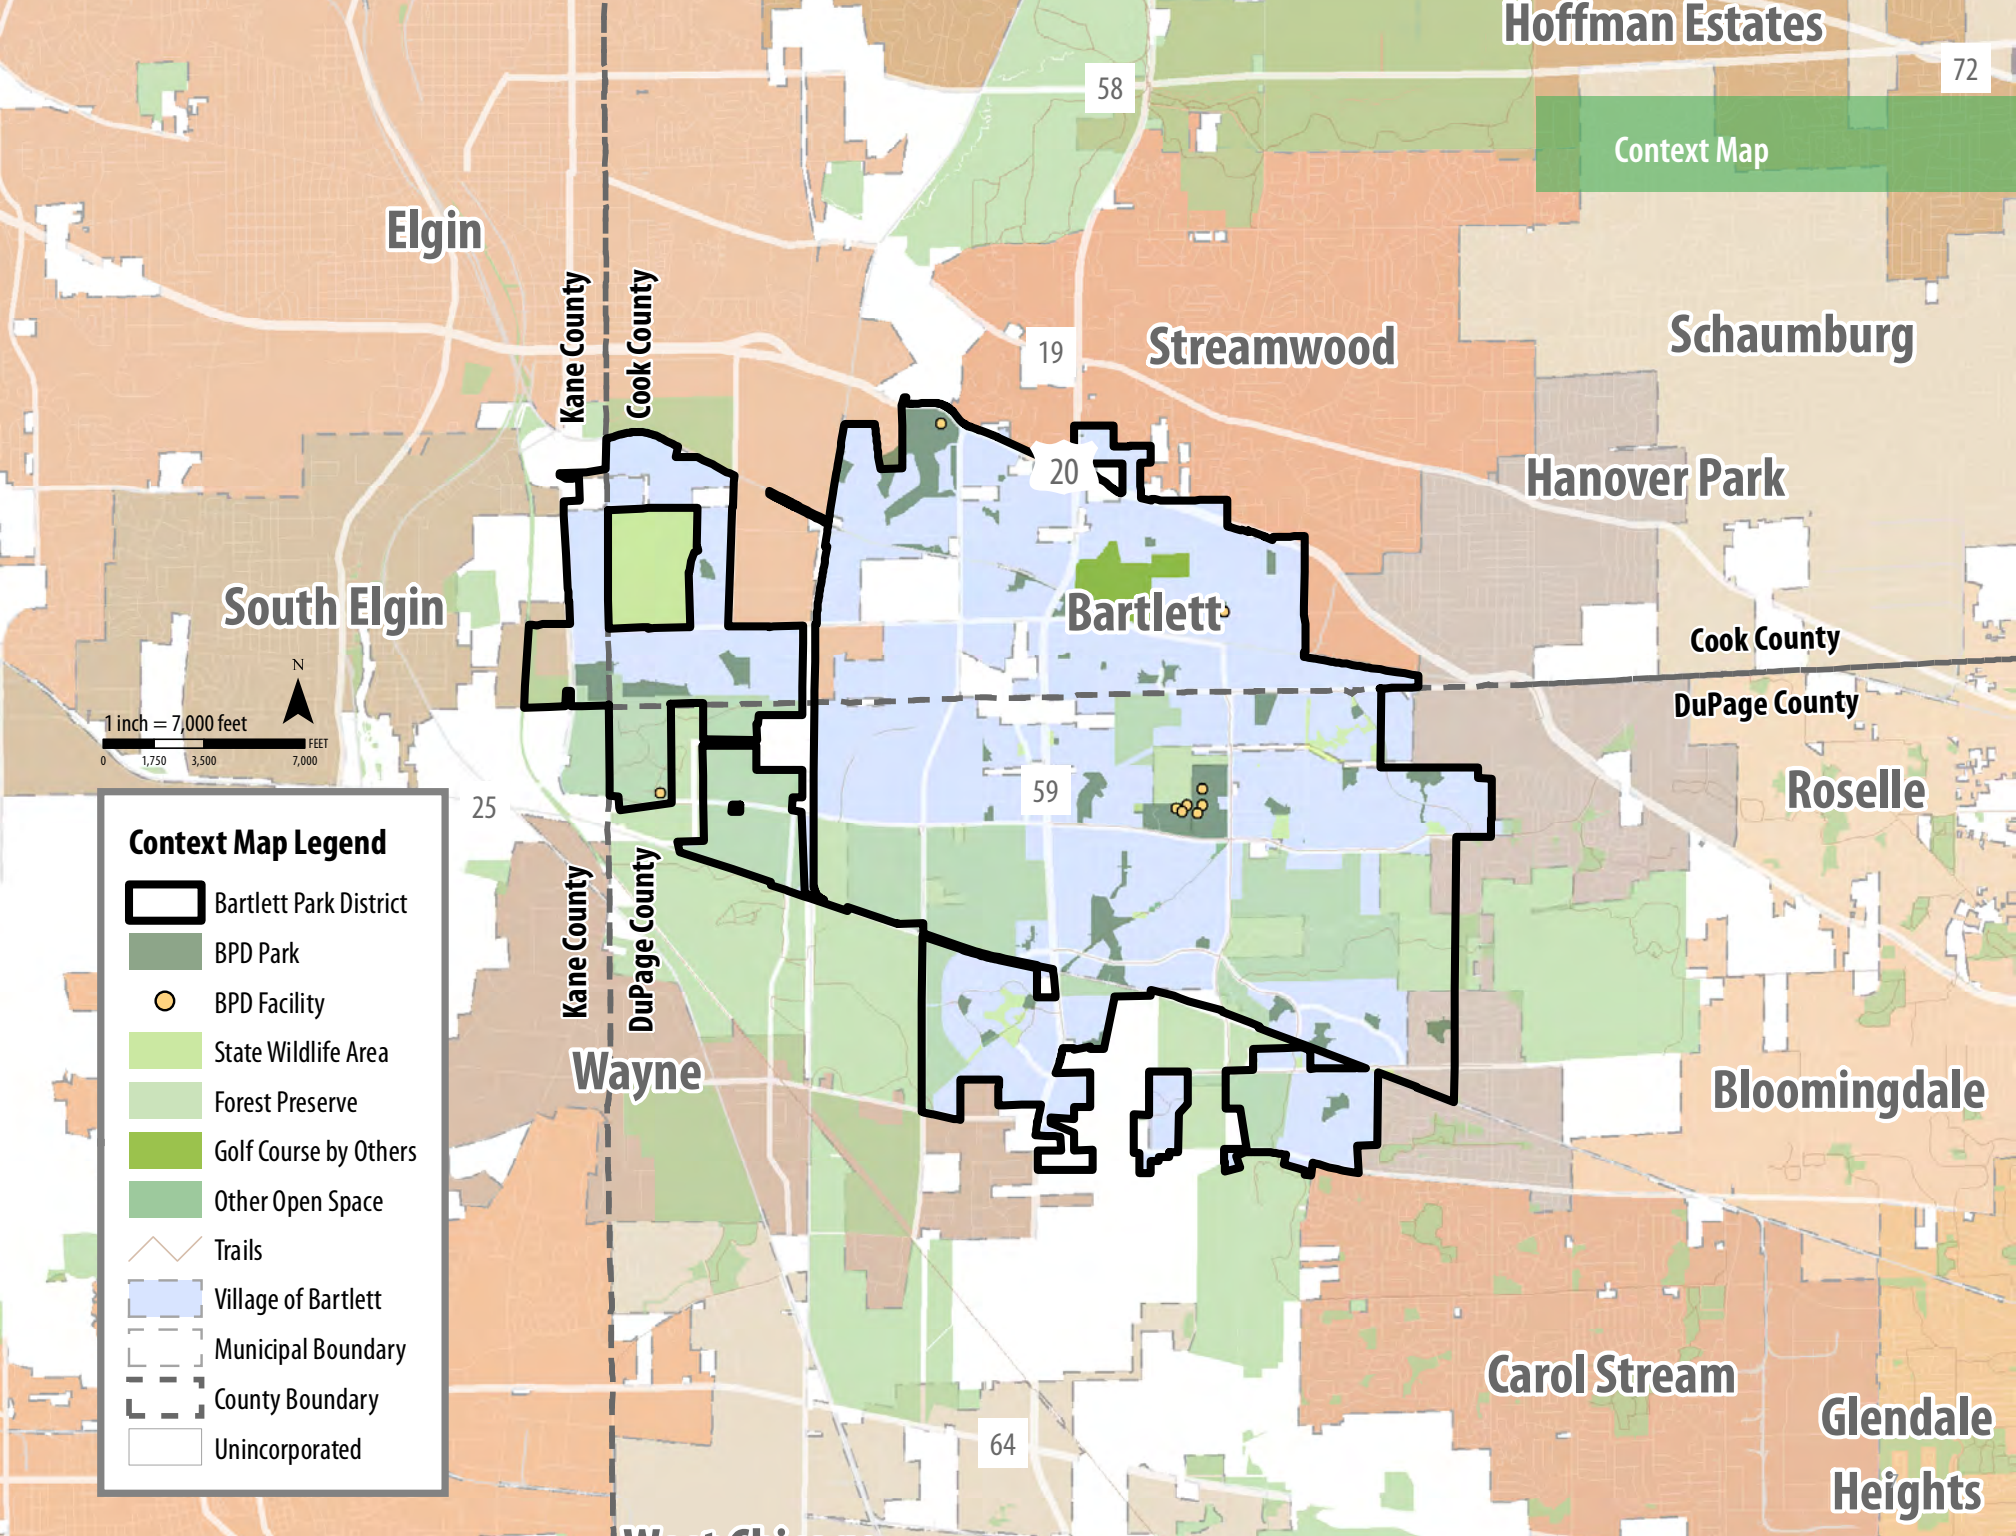 Hoffman Estates
72
58
Context Map
Elgin
Kane County
Cook County
19
Streamwood
Schaumburg
20
Hanover Park
South Elgin
Bartlett
Cook County
DuPage County
N
1 inch = 7,000 feet
FEET
0 1,750 3,500 7,000
25
59
Roselle
Context Map Legend
Bartlett Park District
BPD Park
BPD Facility
State Wildlife Area
Forest Preserve
Golf Course by Others
Other Open Space
Trails
Village of Bartlett
Municipal Boundary
County Boundary
Unincorporated
Kane County
DuPage County
Wayne
Bloomingdale
Carol Stream
Glendale
Heights
64